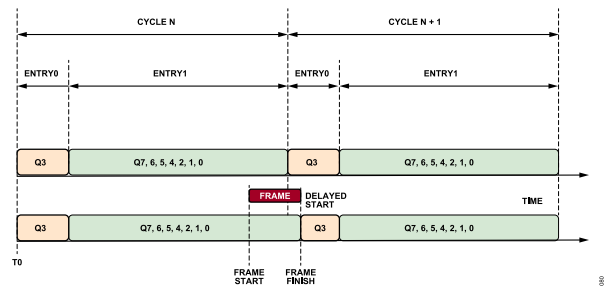 CYCLE N
CYCLE N + 1
ENTRY0
ENTRY1
ENTRY0
ENTRY1
Q3
Q7, 6, 5, 4, 2, 1, 0
Q3
Q7, 6, 5, 4, 2, 1, 0
FRAME
DELAYED
START
TIME
Q3
Q7, 6, 5, 4, 2, 1, 0
Q3
Q7, 6, 5, 4, 2, 1, 0
T0
FRAME
START
FRAME
FINISH
080